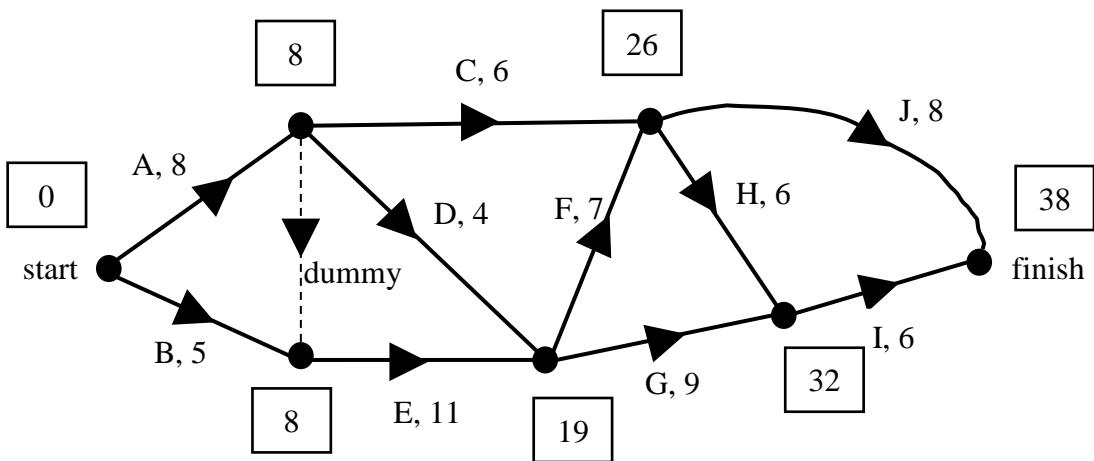 8
26
C, 6
J, 8
A, 8
0
H, 6
F, 7
D, 4
38
start
dummy
finish
B, 5
I, 6
G, 9
32
E, 11
8
19